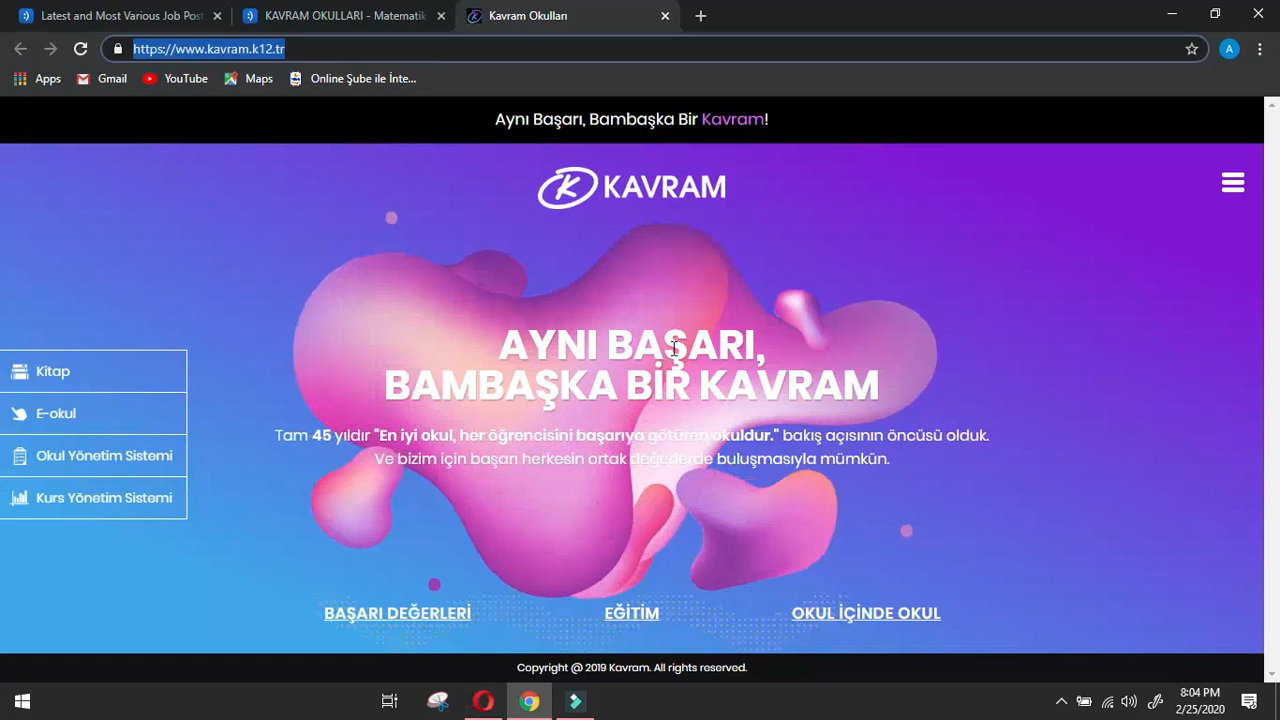 Latest and Most Various Job Post
KAVRAM OKULLARI - Matematik
Kavram Okulları
https://www.kavram.k12.tr
A
Apps
Gmail
YouTube
Maps
Online Şube ile İnte...
Aynı Başarı, Bambaşka Bir Kavram!
KAVRAM
AYNI BAŞARI,
BAMBAŞKA BİR KAVRAM
Tam 45 yıldır "En iyi okul, her öğrencisini başarıya götüren okuldur." bakış açısının öncüsü olduk.
Ve bizim için başarı herkesin ortak değerderde buluşmasıyla mümkün.
Kitap
E-okul
Okul Yönetim Sistemi
Kurs Yönetim Sistemi
BAŞARI DEĞERLERİ
EĞİTİM
OKUL İÇİNDE OKUL
Copyright @ 2019 Kavram. All rights reserved.
8:04 PM
2/25/2020